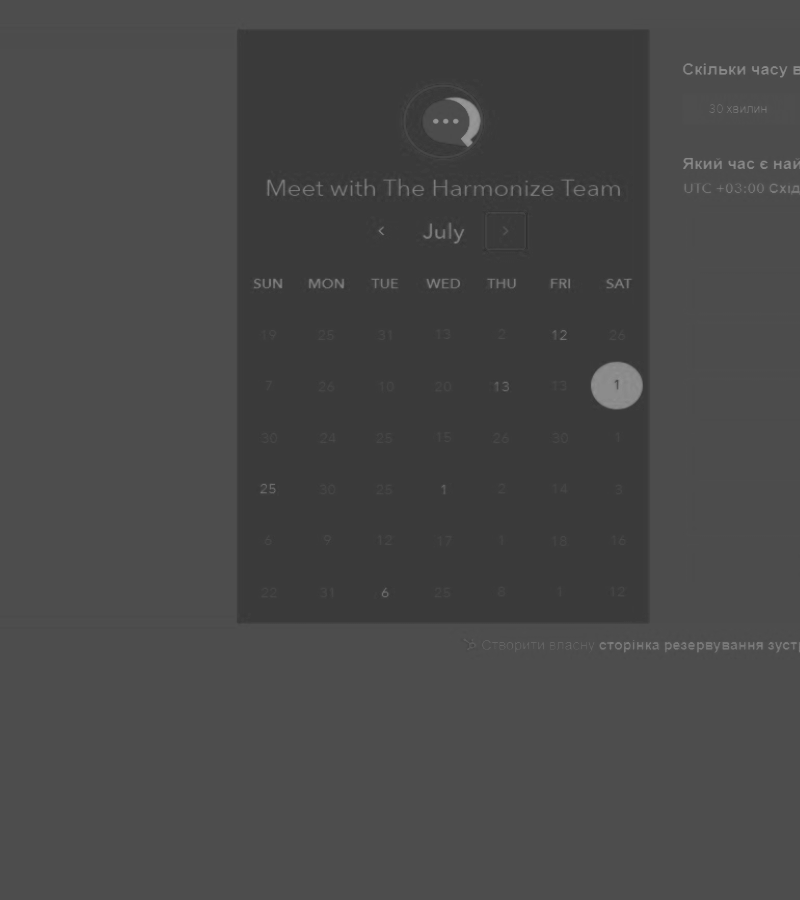 Meet with The Harmonize Team
July
SUN MON TUE WED THU FRI SAT
19 25 31 13 2 12 26
7 26 10 20 13 13 1
30 24 25 15 26 30 1
25 30 25 1 2 14 3
6 9 12 17 1 18 16
22 31 6 25 8 1 12
Скільки часу в
30 хвилин
Який час є най
UTC +03:00 Схід
Створити власну сторінка резервування зустр